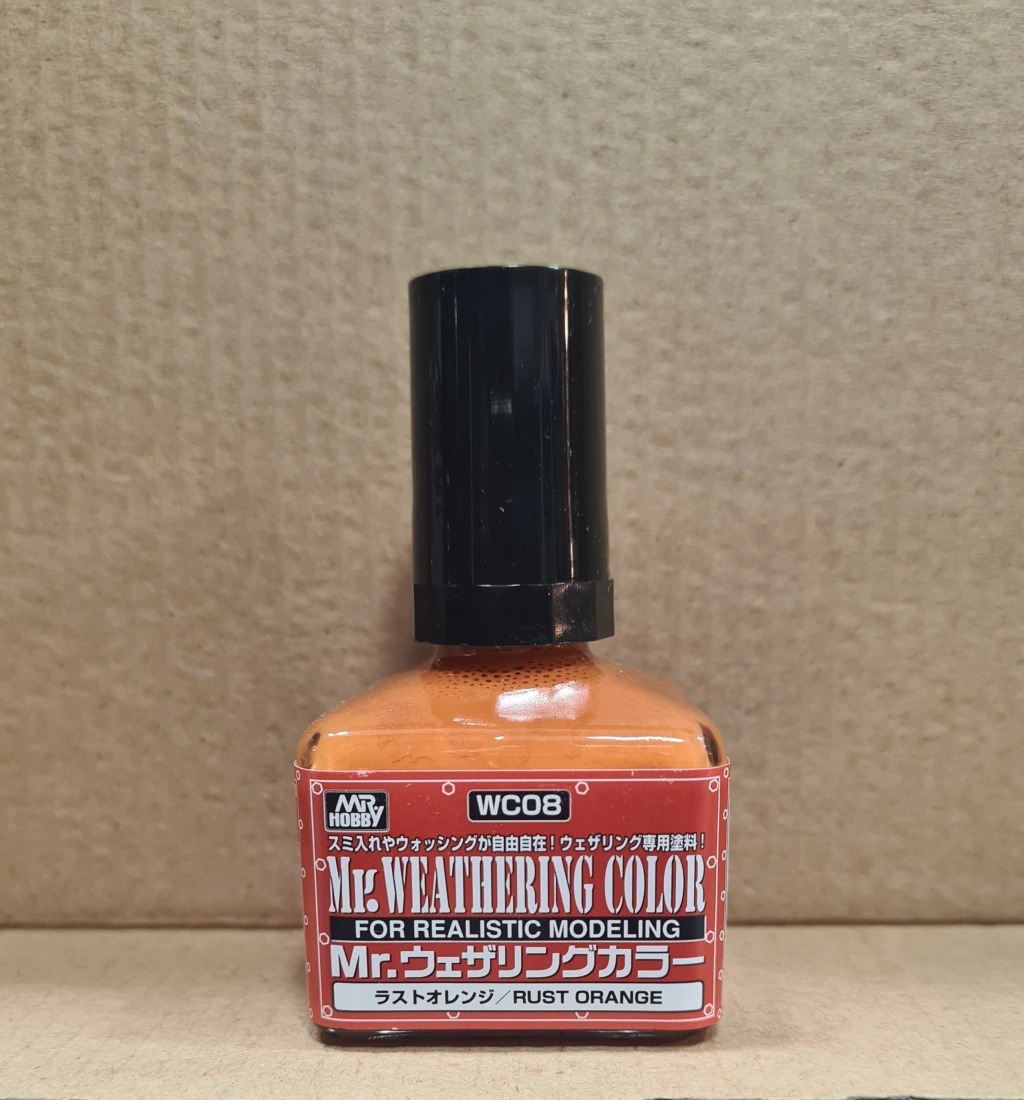 MR. HOBBY
WC08
スミ入れやウォッシングが自由自在！ウェザリング専用塗料！
Mr. WEATHERING COLOR
FOR REALISTIC MODELING
Mr.ウェザリングカラー
ラストオレンジ／RUST ORANGE